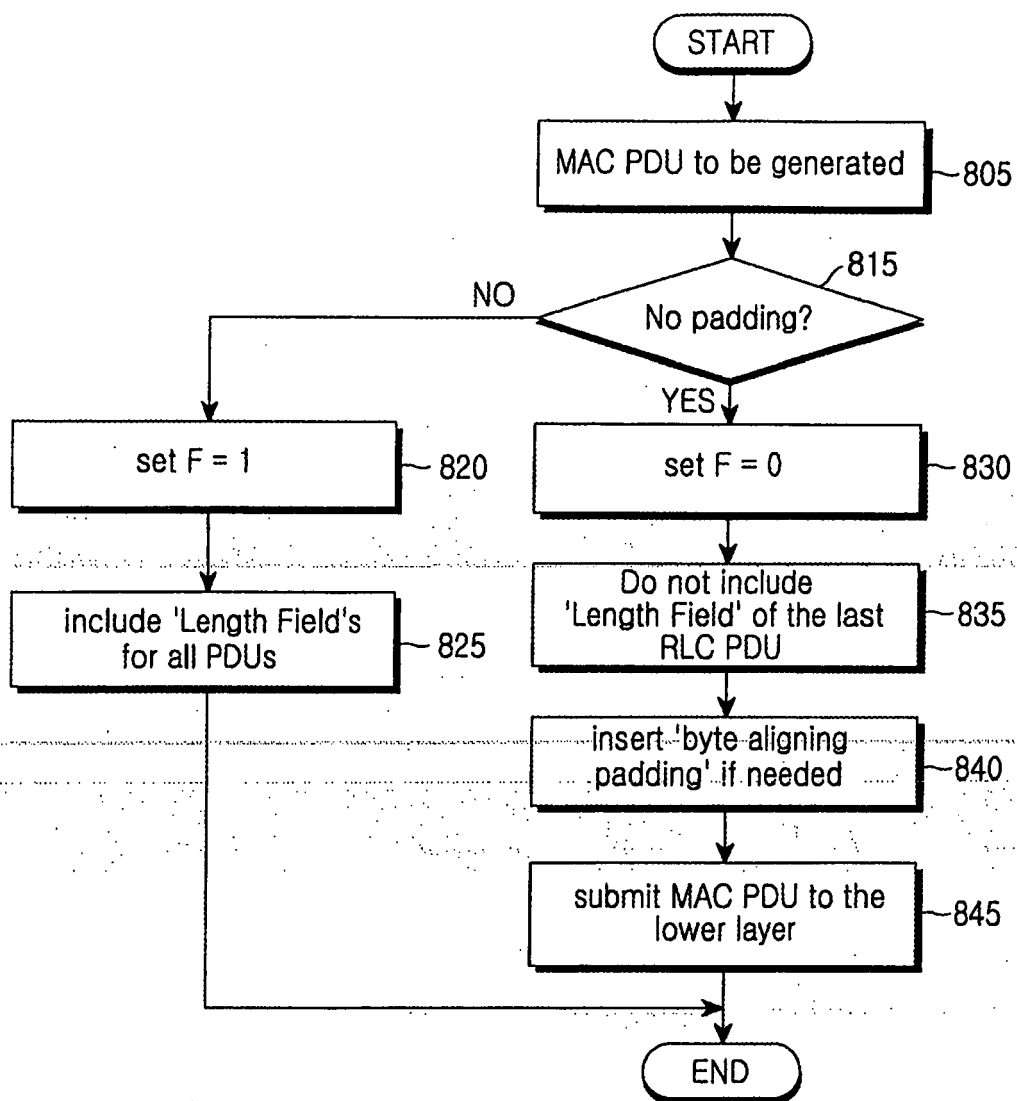 START
MAC PDU to be generated
805
815
No padding?
NO
YES
set F = 1
820
set F = 0
830
include 'Length Field's
for all PDUs
825
Do not include
'Length Field' of the last
RLC PDU
835
insert 'byte aligning
padding' if needed
840
submit MAC PDU to the
lower layer
845
END